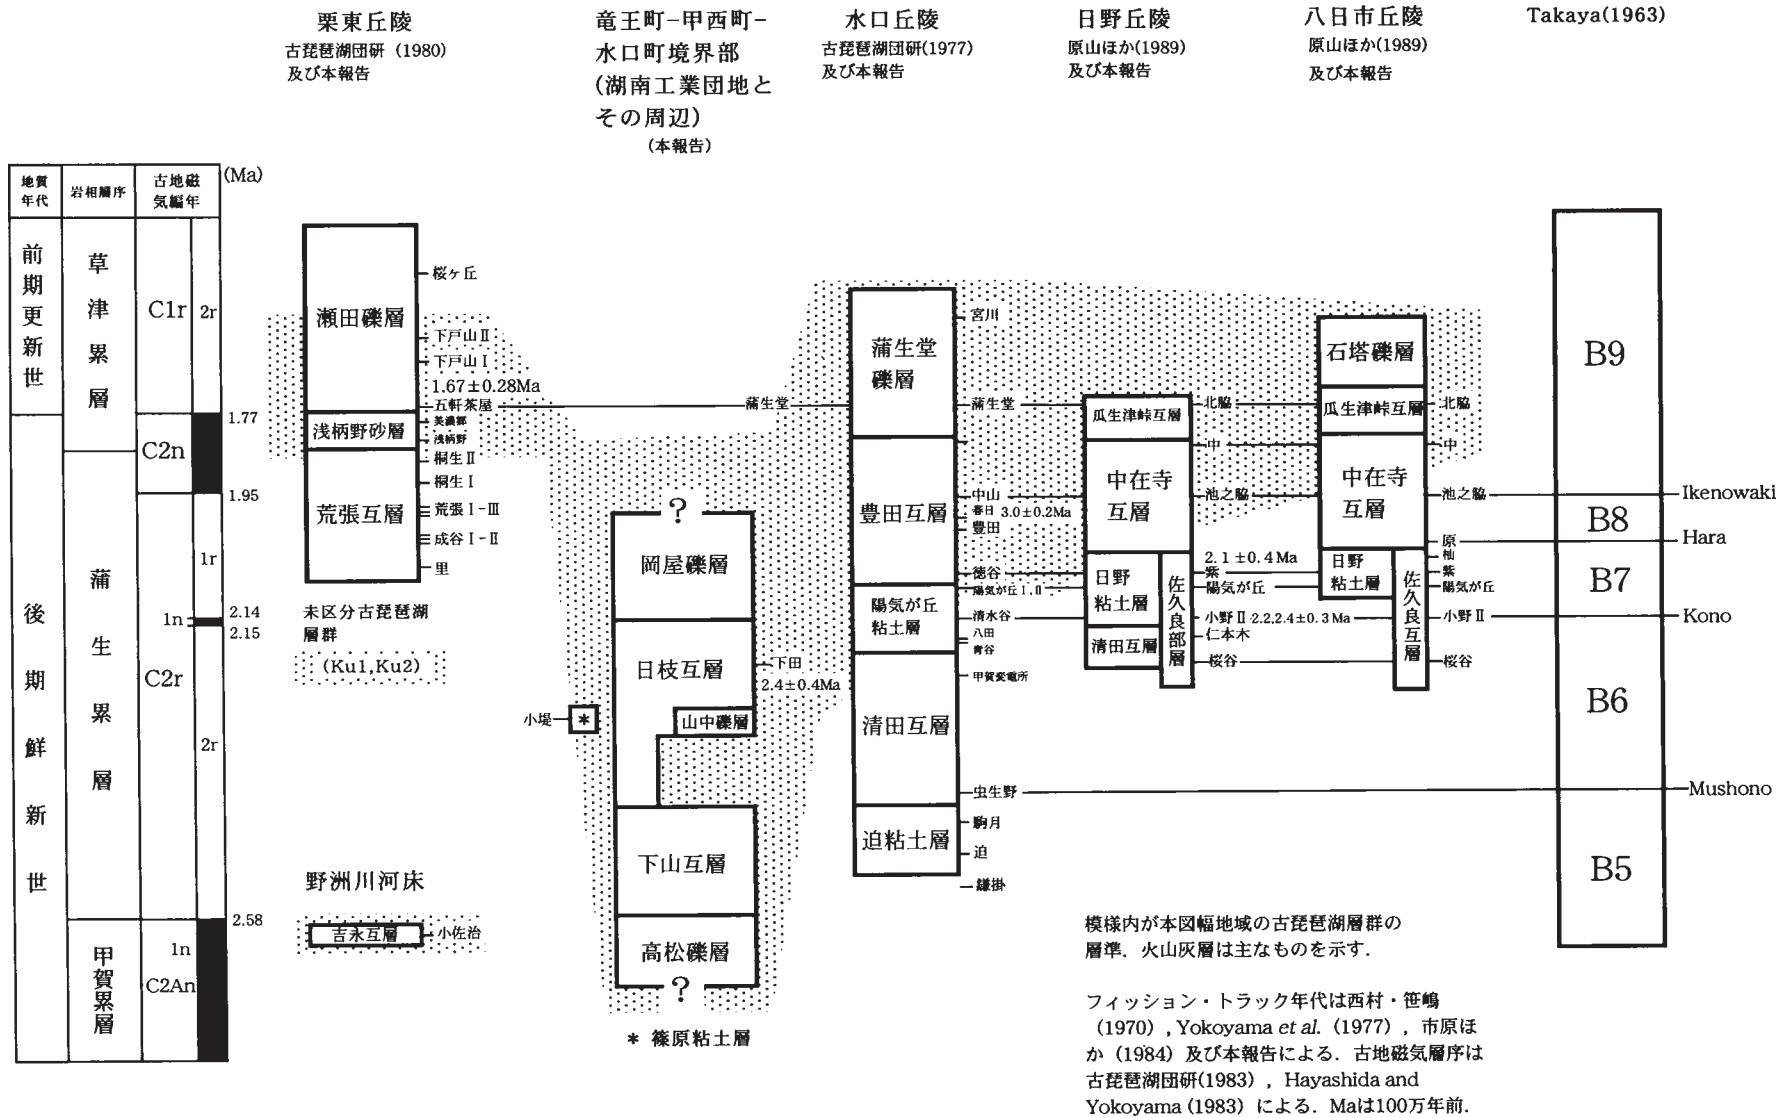 栗東丘陵
古琵琶湖団研 (1980)
及び本報告
竜王町-甲西町-
水口町境界部
(湖南工業団地と
その周辺)
(本報告)
水口丘陵
古琵琶湖団研(1977)
及び本報告
日野丘陵
原山ほか(1989)
及び本報告
八日市丘陵
原山ほか(1989)
及び本報告
Takaya(1963)
地質
年代
岩相層序
古地磁
気編年
(Ma)
前期更新世
後期鮮新世
草津累層
蒲生累層
甲賀累層
C1r
2r
C2n
1r
1n
C2r
2r
1n
C2An
1.77
1.95
2.14
2.15
2.58
瀬田礫層
浅柄野砂層
荒張互層
桜ヶ丘
下戸山II
下戸山I
1.67±0.28Ma
五軒茶屋
美濃郷
浅柄野
桐生II
桐生I
荒張I-III
成谷I-II
里
未区分古琵琶湖
層群
(Ku1,Ku2)
野洲川河床
吉永互層
小佐治
?
岡屋礫層
日枝互層
山中礫層
下山互層
高松礫層
?
下田
2.4±0.4Ma
小堤
*
* 篠原粘土層
蒲生堂
蒲生堂
礫層
豊田互層
陽気が丘
粘土層
清田互層
迫粘土層
宮川
蒲生堂
中山
春日 3.0±0.2Ma
豊田
徳谷
陽気が丘I,II
清水谷
八田
青谷
甲賀変電所
虫生野
駒月
迫
鎌掛
瓜生津峠互層
中在寺
互層
日野
粘土層
清田互層
佐久良部層
北脇
中
池之脇
2.1±0.4Ma
紫
陽気が丘
小野II 2.2,2.4±0.3Ma
仁本木
桜谷
石塔礫層
瓜生津峠互層
中在寺
互層
日野
粘土層
佐久良互層
北脇
中
池之脇
原
杣
紫
陽気が丘
小野II
桜谷
B9
B8
B7
B6
B5
Ikenowaki
Hara
Kono
Mushono
模様内が本図幅地域の古琵琶湖層群の
層準．火山灰層は主なものを示す．
フィッション・トラック年代は西村・笹嶋
(1970) , Yokoyama et al. (1977) , 市原ほ
か (1984) 及び本報告による．古地磁気層序は
古琵琶湖団研(1983) , Hayashida and
Yokoyama (1983) による．Maは100万年前．